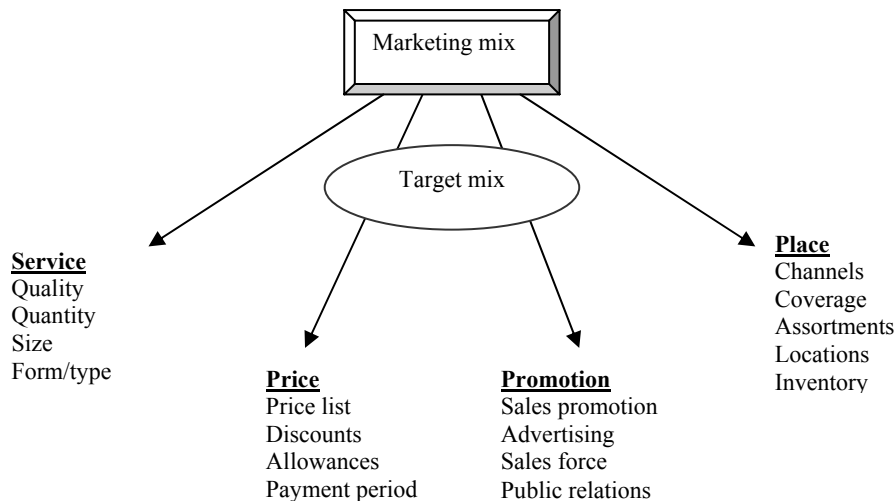 Marketing mix
Target mix
Service
Quality
Quantity
Size
Form/type
Price
Price list
Discounts
Allowances
Payment period
Promotion
Sales promotion
Advertising
Sales force
Public relations
Place
Channels
Coverage
Assortments
Locations
Inventory